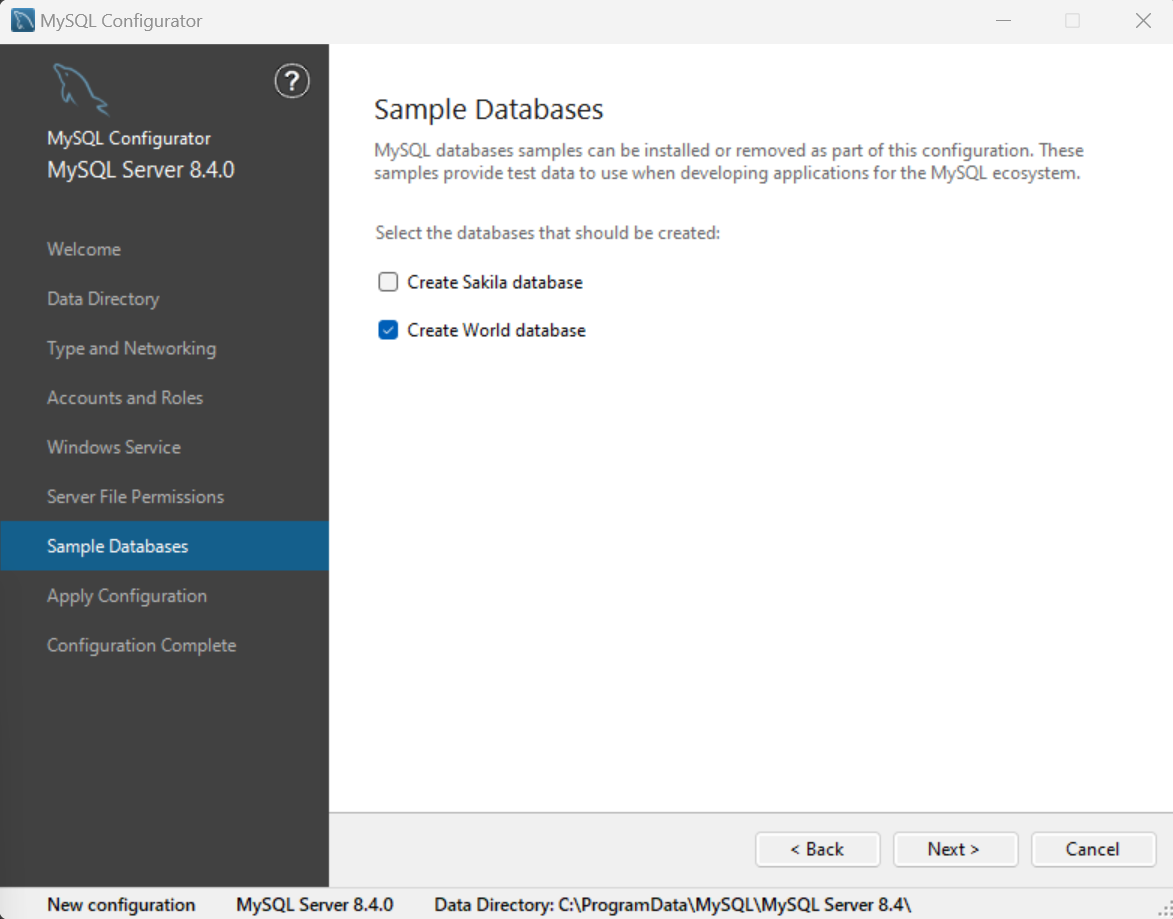 MySQL Configurator
?
MySQL Configurator
MySQL Server 8.4.0
Welcome
Data Directory
Type and Networking
Accounts and Roles
Windows Service
Server File Permissions
Sample Databases
Apply Configuration
Configuration Complete
Sample Databases
MySQL databases samples can be installed or removed as part of this configuration. These
samples provide test data to use when developing applications for the MySQL ecosystem.
Select the databases that should be created:
Create Sakila database
Create World database
< Back
Next >
Cancel
New configuration
MySQL Server 8.4.0
Data Directory: C:\ProgramData\MySQL\MySQL Server 8.4\